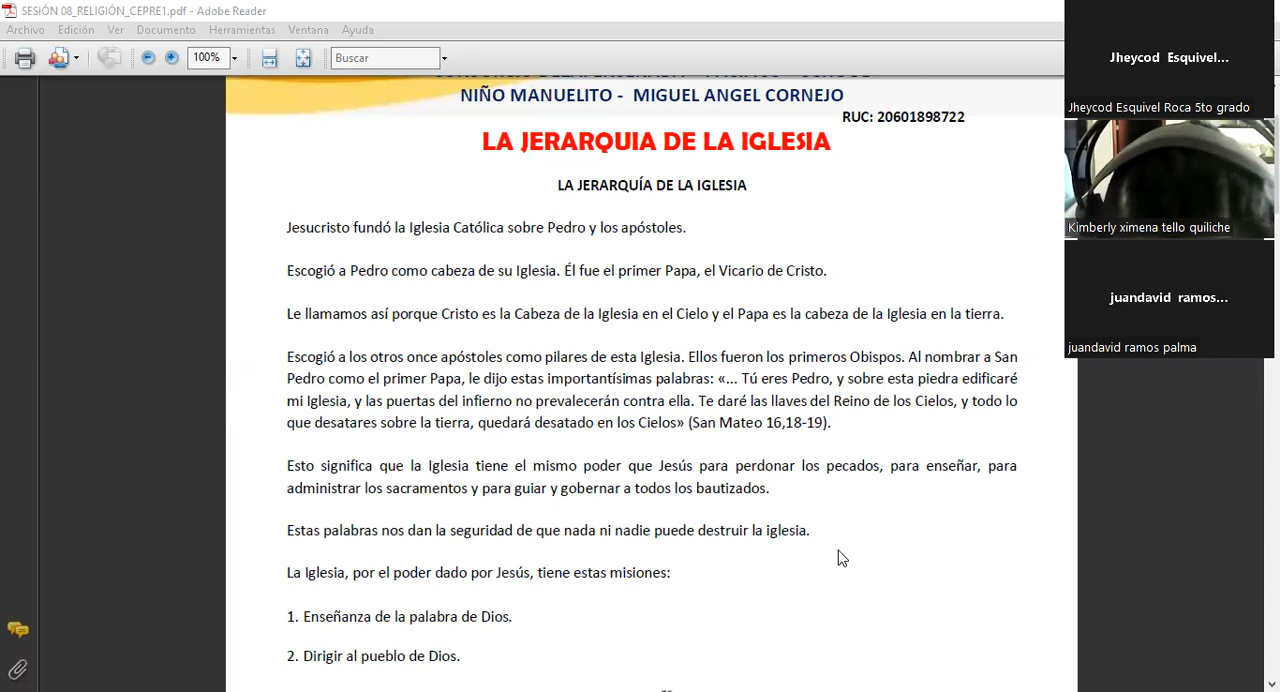 SESIÓN 08_RELIGIÓN_CEPRE1.pdf - Adobe Reader
Archivo Edición Ver Documento Herramientas Ventana Ayuda
100%
Buscar
NIÑO MANUELITO - MIGUEL ANGEL CORNEJO
RUC: 20601898722
LA JERARQUIA DE LA IGLESIA
LA JERARQUÍA DE LA IGLESIA
Jesucristo fundó la Iglesia Católica sobre Pedro y los apóstoles.
Escogió a Pedro como cabeza de su Iglesia. Él fue el primer Papa, el Vicario de Cristo.
Le llamamos así porque Cristo es la Cabeza de la Iglesia en el Cielo y el Papa es la cabeza de la Iglesia en la tierra.
Escogió a los otros once apóstoles como pilares de esta Iglesia. Ellos fueron los primeros Obispos. Al nombrar a San
Pedro como el primer Papa, le dijo estas importantísimas palabras: «... Tú eres Pedro, y sobre esta piedra edificaré
mi Iglesia, y las puertas del infierno no prevalecerán contra ella. Te daré las llaves del Reino de los Cielos, y todo lo
que desatares sobre la tierra, quedará desatado en los Cielos» (San Mateo 16,18-19).
Esto significa que la Iglesia tiene el mismo poder que Jesús para perdonar los pecados, para enseñar, para
administrar los sacramentos y para guiar y gobernar a todos los bautizados.
Estas palabras nos dan la seguridad de que nada ni nadie puede destruir la iglesia.
La Iglesia, por el poder dado por Jesús, tiene estas misiones:
1. Enseñanza de la palabra de Dios.
2. Dirigir al pueblo de Dios.
Jheycod Esquivel...
Jheycod Esquivel Roca 5to grado
Kimberly ximena tello quiliche
juandavid ramos...
juandavid ramos palma